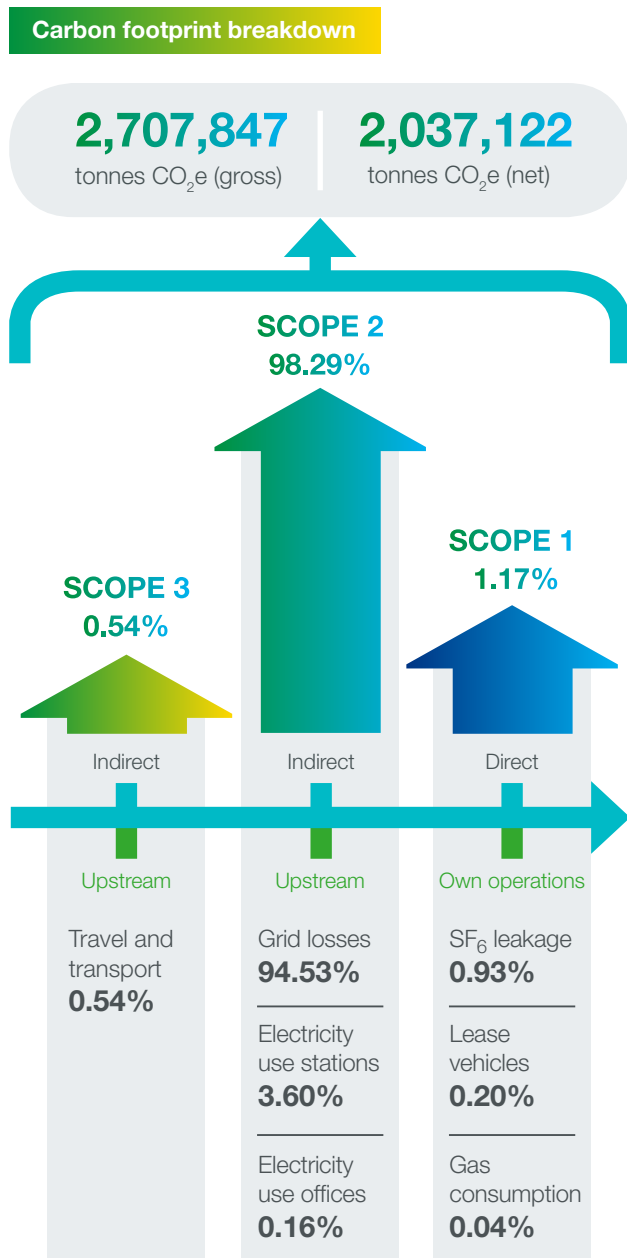 Carbon footprint breakdown
2,707,847
tonnes CO₂e (gross)
2,037,122
tonnes CO₂e (net)
SCOPE 2
98.29%
SCOPE 1
1.17%
SCOPE 3
0.54%
Indirect
Indirect
Direct
Upstream
Upstream
Own operations
Travel and
transport
0.54%
Grid losses
94.53%
Electricity
use stations
3.60%
Electricity
use offices
0.16%
SF₆ leakage
0.93%
Lease
vehicles
0.20%
Gas
consumption
0.04%